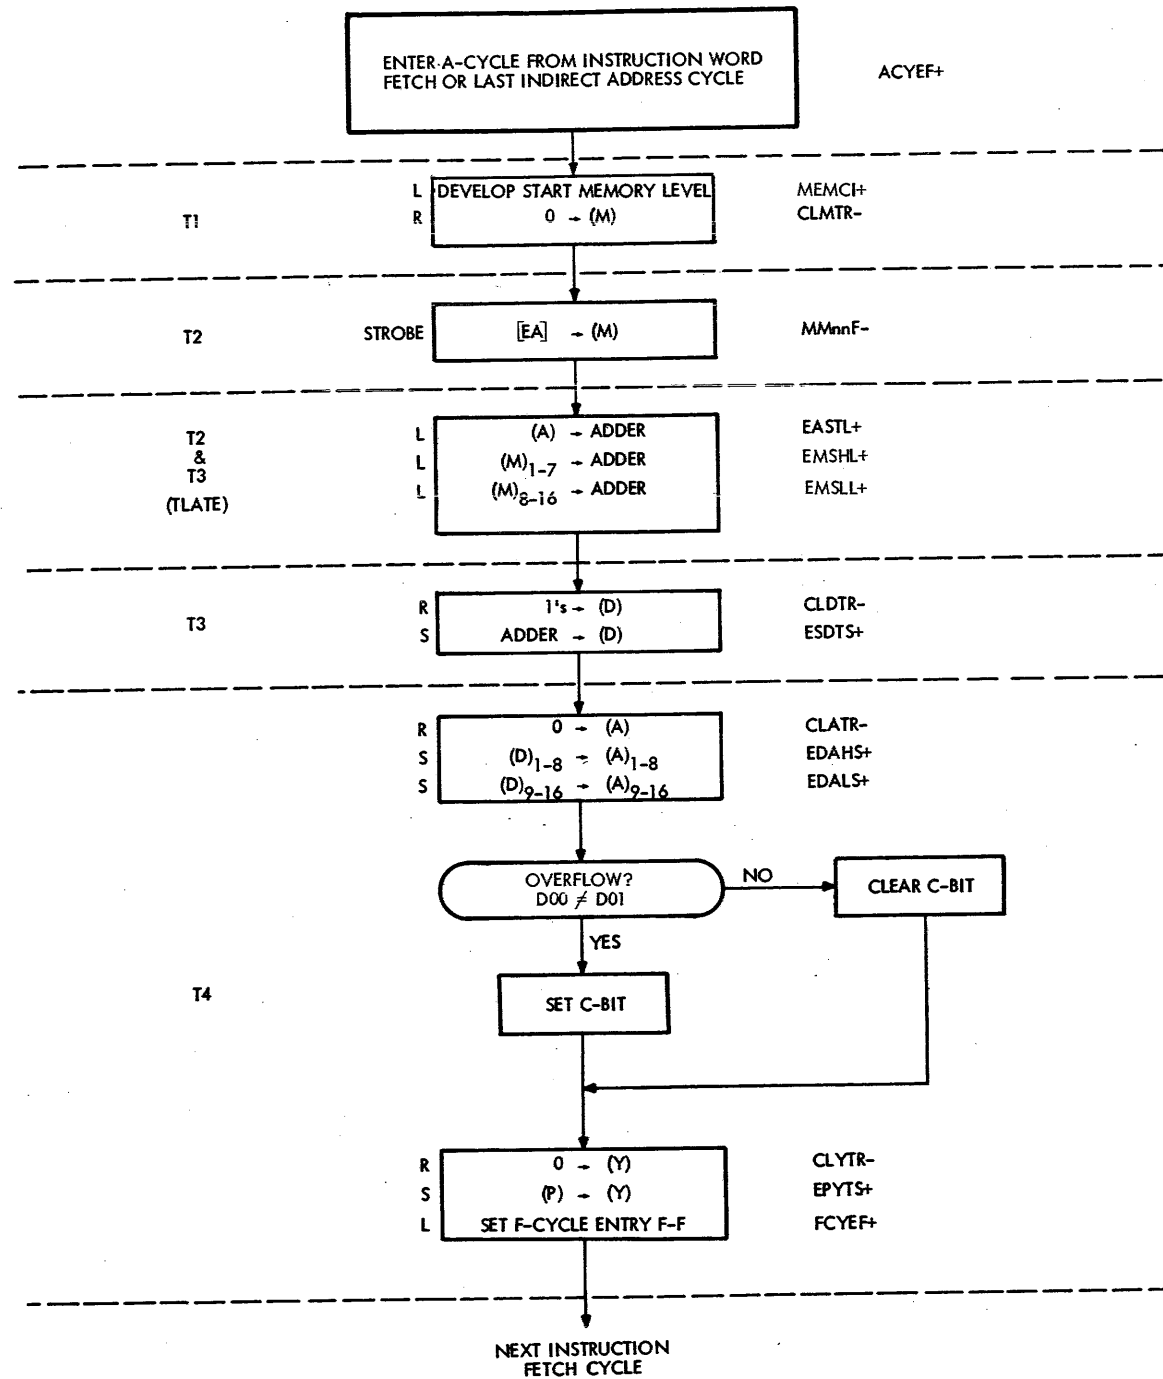 ENTER A-CYCLE FROM INSTRUCTION WORD
FETCH OR LAST INDIRECT ADDRESS CYCLE
ACYEF+
T1
L DEVELOP START MEMORY LEVEL MEMCI+
R 0 → (M) CLMTR-
T2
STROBE [EA] → (M) MMnnF-
T2
&
T3
(TLATE)
L (A) → ADDER EASTL+
L (M)1-7 → ADDER EMSHL+
L (M)8-16 → ADDER EMSLL+
T3
R 1's → (D) CLDTR-
S ADDER → (D) ESDTS+
T4
R 0 → (A) CLATR-
S (D)1-8 → (A)1-8 EDAHS+
S (D)9-16 → (A)9-16 EDALS+
OVERFLOW?
D00 ≠ D01
NO
CLEAR C-BIT
YES
SET C-BIT
R 0 → (Y) CLYTR-
S (P) → (Y) EPYTS+
L SET F-CYCLE ENTRY F-F FCYEF+
NEXT INSTRUCTION
FETCH CYCLE